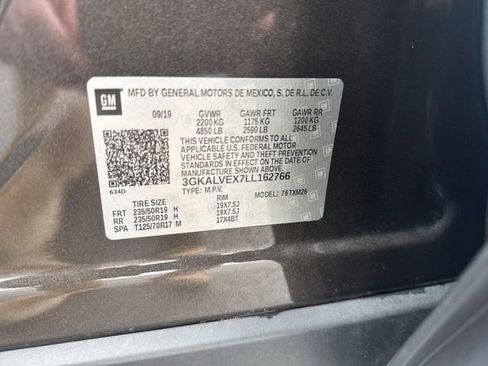 GM
MFD BY GENERAL MOTORS DE MEXICO, S. DE R.L. DE C.V.
09/19 GVWR GAWR FRT GAWR RR
2200 KG 1175 KG 1200 KG
4850 LB 2590 LB 2645 LB
THIS VEHICLE CONFORMS TO ALL
APPLICABLE U.S. FEDERAL MOTOR
VEHICLE SAFETY, BUMPER, AND THEFT
PREVENTION STANDARDS IN EFFECT ON
THE DATE OF MANUFACTURE SHOWN ABOVE.
3GKALVEX7LL162766
634D TYPE: M.P.V. MODEL: 76TXM26
TIRE SIZE RIM
FRT 235/50R19 H 19X7.5J
RR 235/50R19 H 19X7.5J
SPA T125/70R17 M 17X4BT